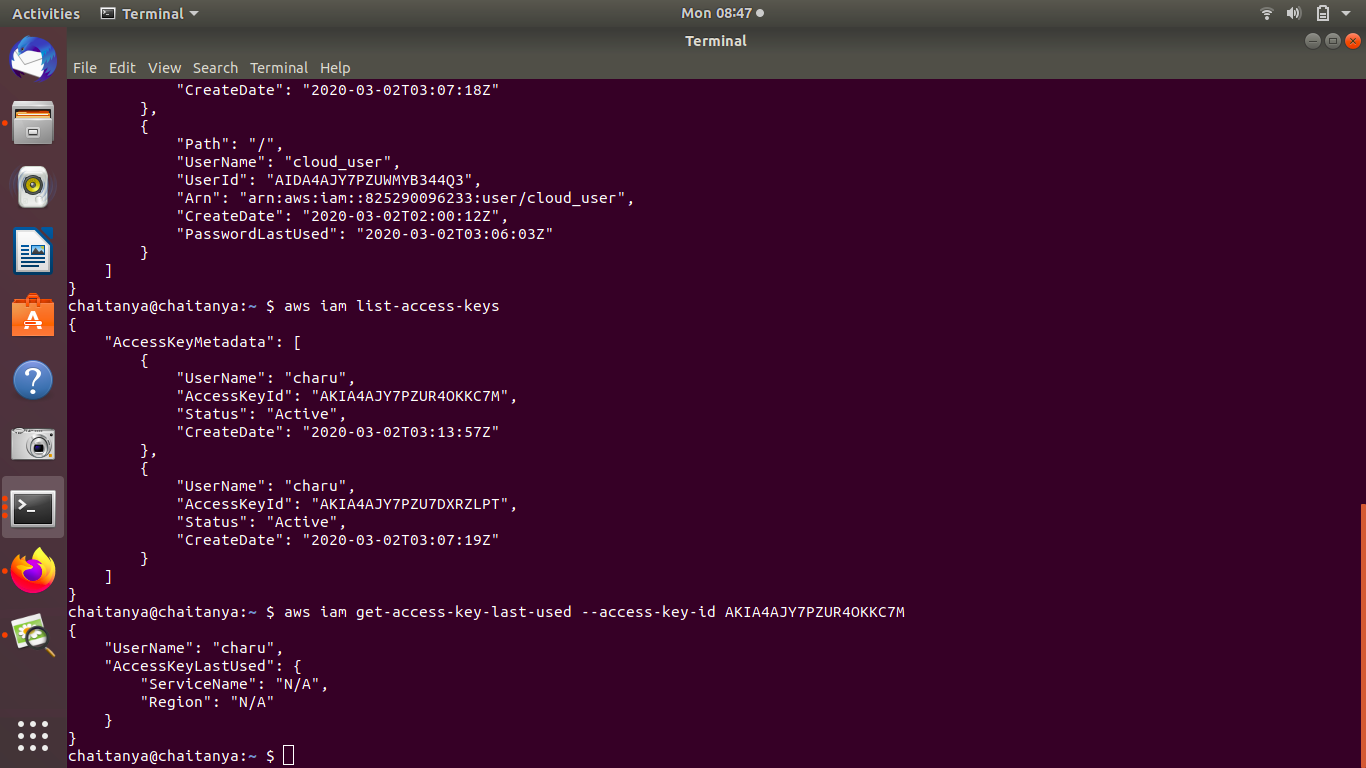 Activities Terminal Mon 08:47
Terminal
File Edit View Search Terminal Help
"CreateDate": "2020-03-02T03:07:18Z"
},
{
"Path": "/",
"UserName": "cloud_user",
"UserId": "AIDA4AJY7PZUWMYB344Q3",
"Arn": "arn:aws:iam::825290096233:user/cloud_user",
"CreateDate": "2020-03-02T02:00:12Z",
"PasswordLastUsed": "2020-03-02T03:06:03Z"
}
]
}
chaitanya@chaitanya:~ $ aws iam list-access-keys
{
"AccessKeyMetadata": [
{
"UserName": "charu",
"AccessKeyId": "AKIA4AJY7PZUR4OKKC7M",
"Status": "Active",
"CreateDate": "2020-03-02T03:13:57Z"
},
{
"UserName": "charu",
"AccessKeyId": "AKIA4AJY7PZU7DXRZLPT",
"Status": "Active",
"CreateDate": "2020-03-02T03:07:19Z"
}
]
}
chaitanya@chaitanya:~ $ aws iam get-access-key-last-used --access-key-id AKIA4AJY7PZUR4OKKC7M
{
"UserName": "charu",
"AccessKeyLastUsed": {
"ServiceName": "N/A",
"Region": "N/A"
}
}
chaitanya@chaitanya:~ $